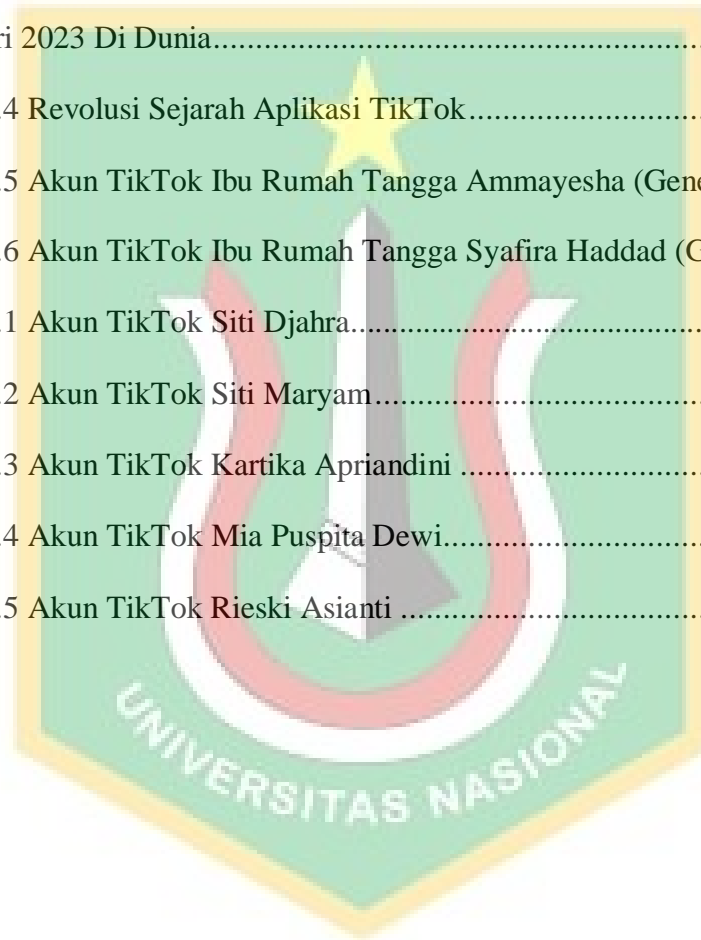 ri 2023 Di Dunia........................................................
.4 Revolusi Sejarah Aplikasi TikTok..........................
.5 Akun TikTok Ibu Rumah Tangga Ammayesha (Gene
.6 Akun TikTok Ibu Rumah Tangga Syafira Haddad (G
.1 Akun TikTok Siti Djahra.......................................
.2 Akun TikTok Siti Maryam....................................
.3 Akun TikTok Kartika Apriandini ...........................
.4 Akun TikTok Mia Puspita Dewi.............................
.5 Akun TikTok Rieski Asianti ..................................
UNIVERSITAS NASIONAL